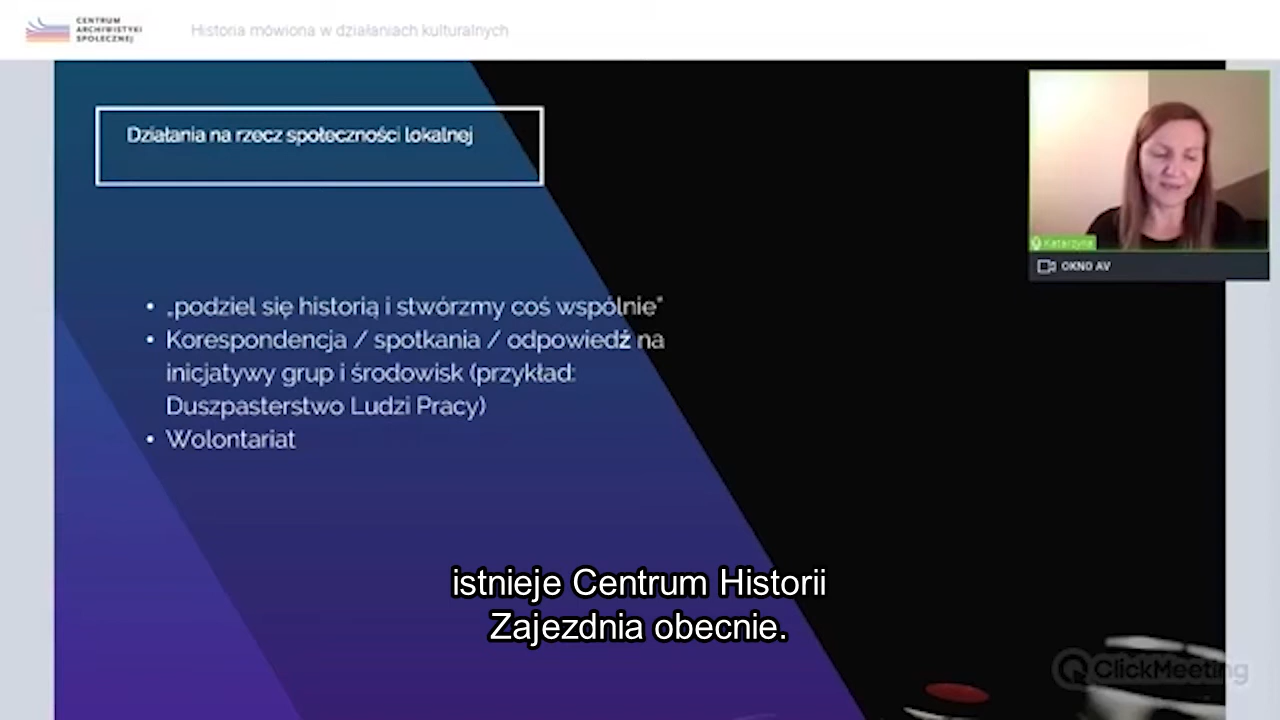 CENTRUM
ARCHIWISTYKI
SPOŁECZNEJ
Historia mówiona w działaniach kulturalnych
Działania na rzecz społeczności lokalnej
Katarzyna
OKNO AV
• „podziel się historią i stwórzmy coś wspólnie"
• Korespondencja / spotkania / odpowiedź na
inicjatywy grup i środowisk (przykład:
Duszpasterstwo Ludzi Pracy)
• Wolontariat
istnieje Centrum Historii
Zajezdnia obecnie.
ClickMeeting